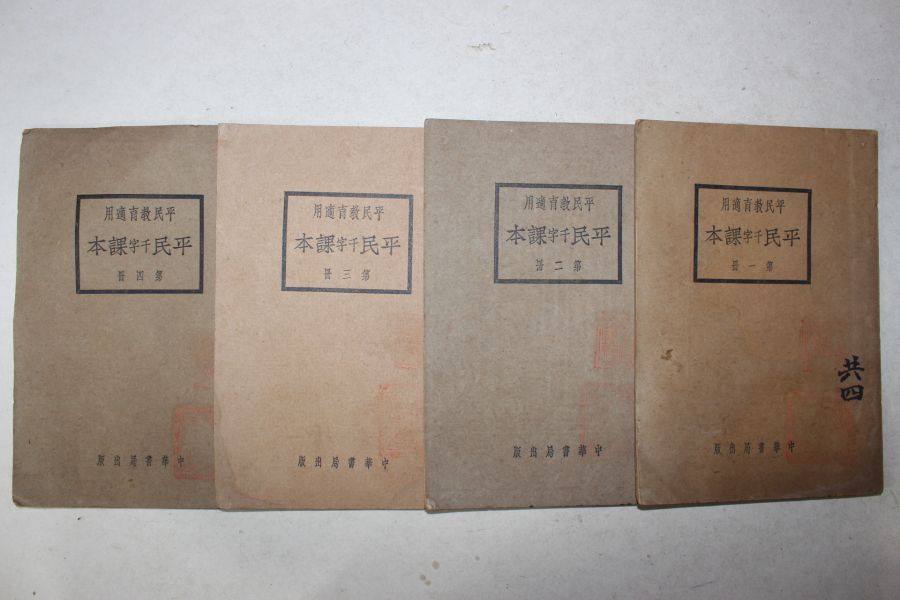 平民教育適用
平民千字課本
第一冊
中華書局出版
共四
平民教育適用
平民千字課本
第二冊
中華書局出版
平民教育適用
平民千字課本
第三冊
中華書局出版
平民教育適用
平民千字課本
第四冊
中華書局出版